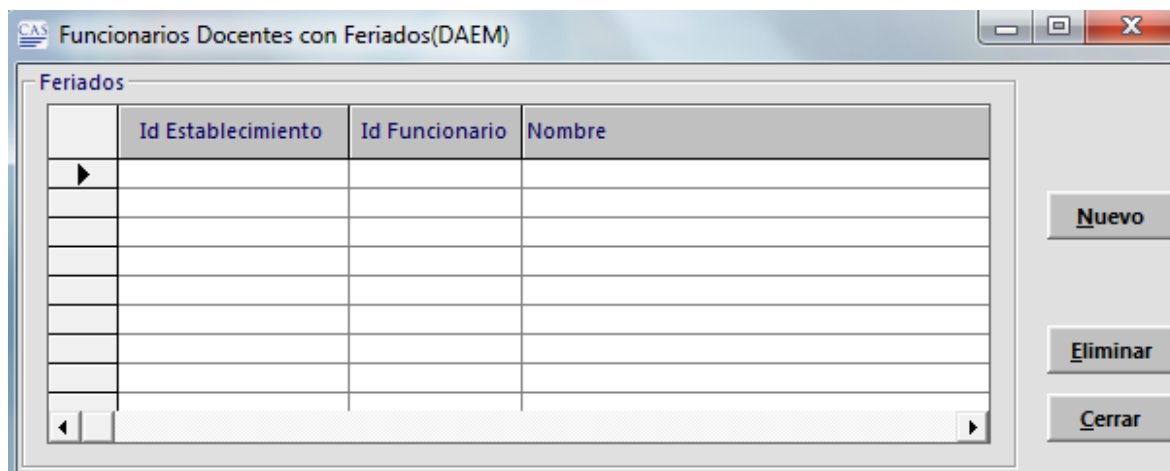 CAS Funcionarios Docentes con Feriados(DAEM)
Feriados
Id Establecimiento Id Funcionario Nombre
Nuevo
Eliminar
Cerrar